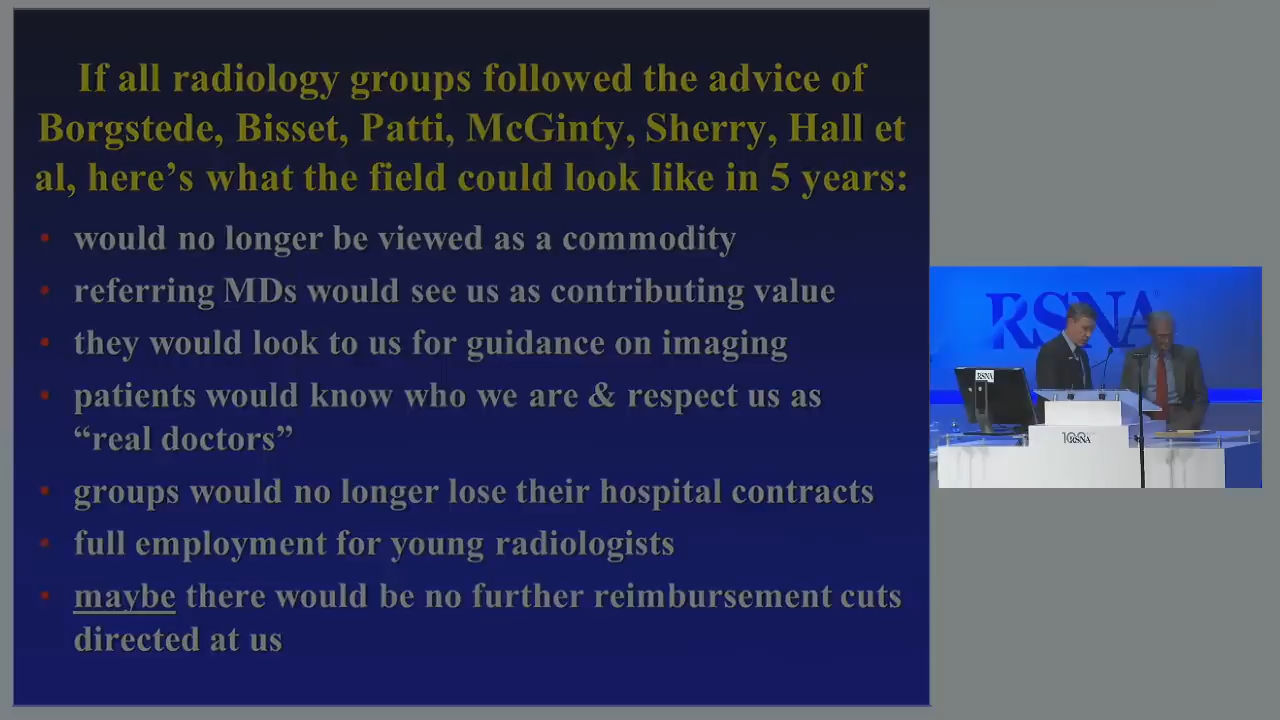 If all radiology groups followed the advice of
Borgstede, Bisset, Patti, McGinty, Sherry, Hall et
al, here's what the field could look like in 5 years:
• would no longer be viewed as a commodity
• referring MDs would see us as contributing value
• they would look to us for guidance on imaging
• patients would know who we are & respect us as
“real doctors”
• groups would no longer lose their hospital contracts
• full employment for young radiologists
• maybe there would be no further reimbursement cuts
directed at us
RSNA
RSNA
RSNA